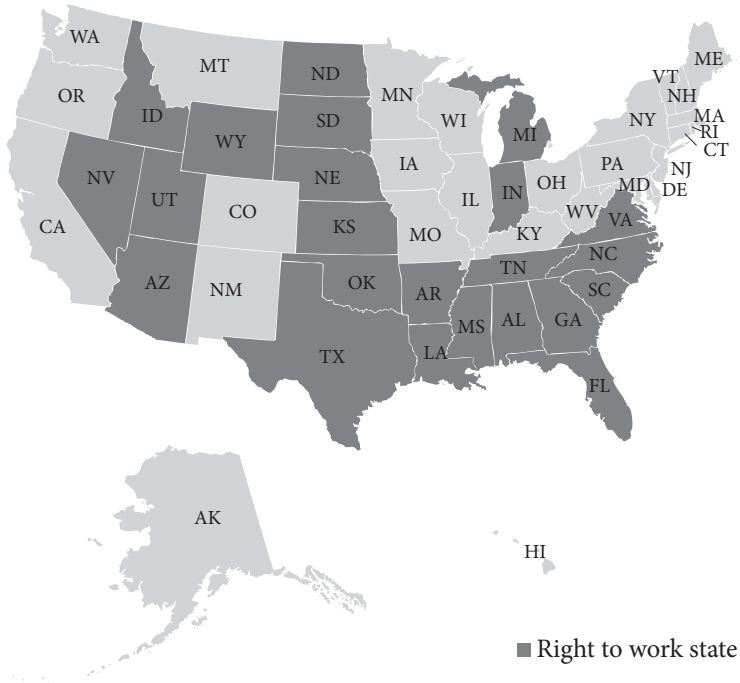 WA
MT
ND
MN
ME
VT
NH
OR
ID
SD
WI
NY
MA
RI
CT
WY
MI
IA
PA
NJ
NV
UT
NE
IL
IN
OH
MD
DE
CA
CO
KS
MO
KY
WV
VA
AZ
NM
OK
AR
TN
NC
SC
TX
LA
MS
AL
GA
FL
AK
HI
Right to work state